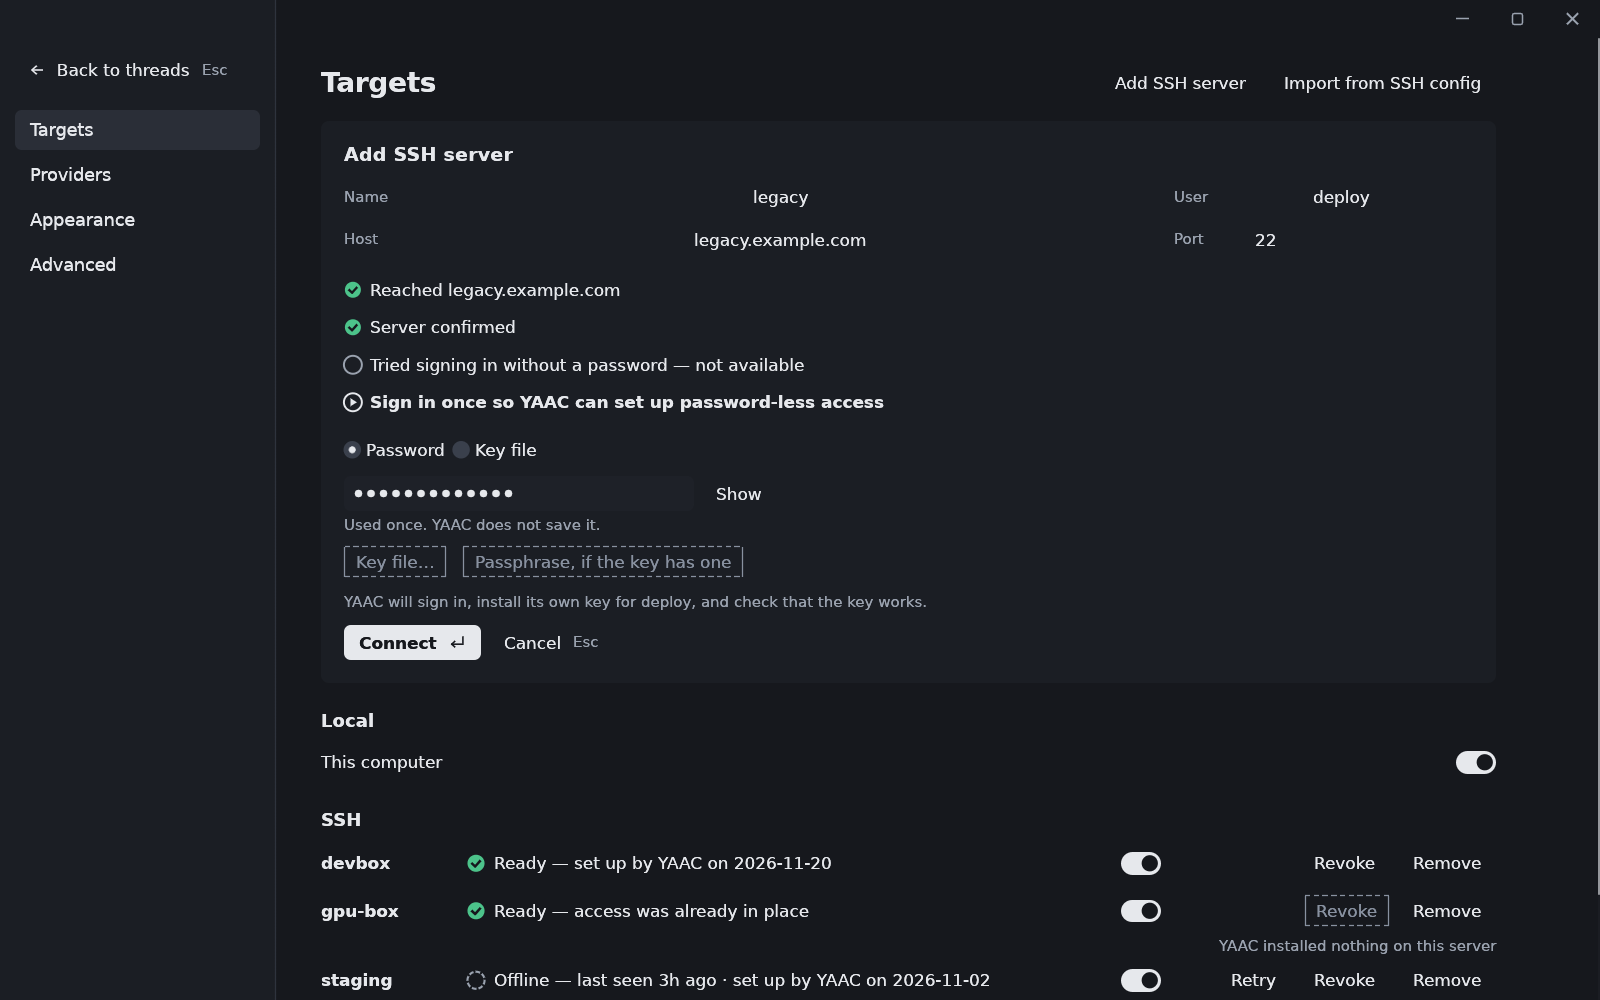 ← Back to threads Esc
Targets
Providers
Appearance
Advanced
Targets
Add SSH server
Import from SSH config
Add SSH server
Name legacy User deploy
Host legacy.example.com Port 22
Reached legacy.example.com
Server confirmed
Tried signing in without a password — not available
Sign in once so YAAC can set up password-less access
Password Key file
••••••••••••• Show
Used once. YAAC does not save it.
Key file… Passphrase, if the key has one
YAAC will sign in, install its own key for deploy, and check that the key works.
Connect ↵ Cancel Esc
Local
This computer
SSH
devbox Ready — set up by YAAC on 2026-11-20 Revoke Remove
gpu-box Ready — access was already in place Revoke Remove
YAAC installed nothing on this server
staging Offline — last seen 3h ago · set up by YAAC on 2026-11-02 Retry Revoke Remove